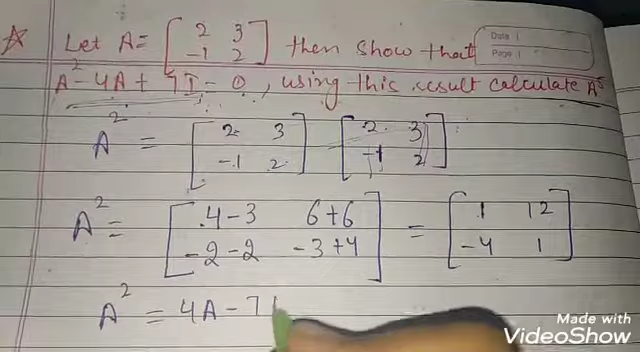 Let A = [ 2 3 -1 2 ] then show that
Data
Page
A² - 4A + 7I = 0, using this result calculate A⁵
A² = [ 2 3 -1 2 ] [ 2 3 -1 2 ]
A² = [ 4-3 6+6 -2-2 -3+4 ] = [ 1 12 -4 1 ]
A² = 4A - 7I
Made with
VideoShow